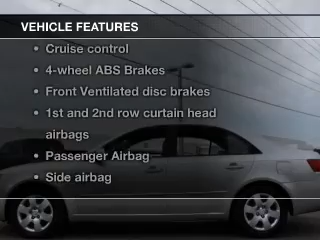 VEHICLE FEATURES
• Cruise control
• 4-wheel ABS Brakes
• Front Ventilated disc brakes
• 1st and 2nd row curtain head
airbags
• Passenger Airbag
• Side airbag